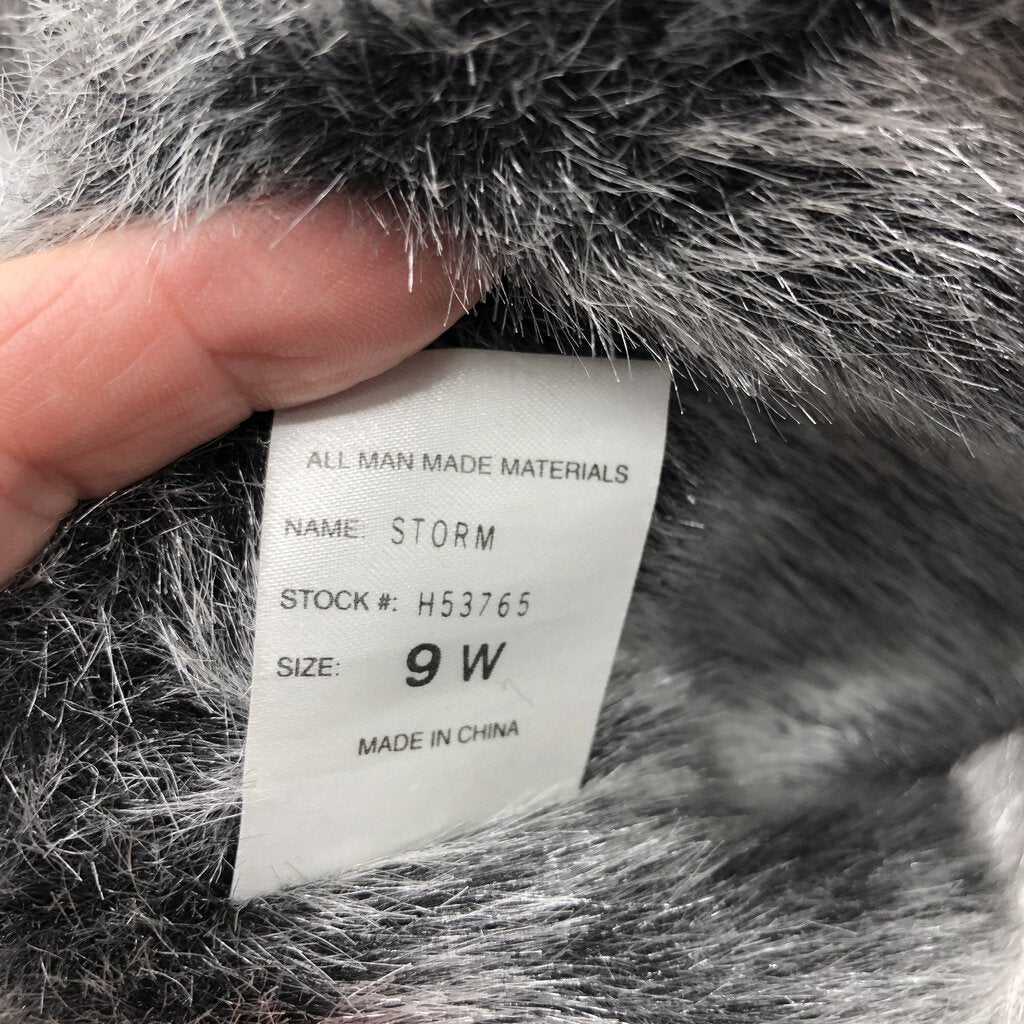 ALL MAN MADE MATERIALS
NAME: STORM
STOCK #: H53765
SIZE: 9 W
MADE IN CHINA